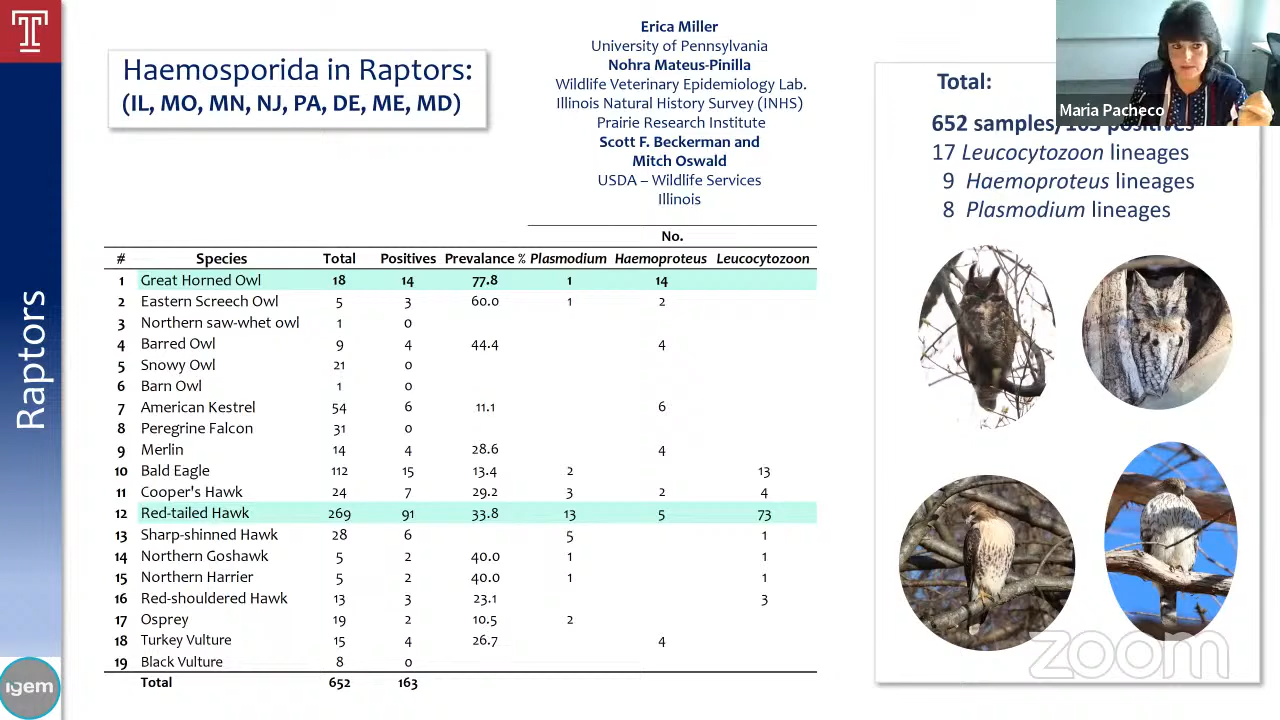 T
Haemosporida in Raptors:
(IL, MO, MN, NJ, PA, DE, ME, MD)
Erica Miller
University of Pennsylvania
Nohra Mateus-Pinilla
Wildlife Veterinary Epidemiology Lab.
Illinois Natural History Survey (INHS)
Prairie Research Institute
Scott F. Beckerman and
Mitch Oswald
USDA – Wildlife Services
Illinois
Maria Pacheco
Total:
652 samples/163 positives
17 Leucocytozoon lineages
9 Haemoproteus lineages
8 Plasmodium lineages
Raptors
No.
# Species Total Positives Prevalance % Plasmodium Haemoproteus Leucocytozoon
1 Great Horned Owl 18 14 77.8 1 14
2 Eastern Screech Owl 5 3 60.0 1 2
3 Northern saw-whet owl 1 0
4 Barred Owl 9 4 44.4 4
5 Snowy Owl 21 0
6 Barn Owl 1 0
7 American Kestrel 54 6 11.1 6
8 Peregrine Falcon 31 0
9 Merlin 14 4 28.6 4
10 Bald Eagle 112 15 13.4 2 13
11 Cooper's Hawk 24 7 29.2 3 2 4
12 Red-tailed Hawk 269 91 33.8 13 5 73
13 Sharp-shinned Hawk 28 6 5 1
14 Northern Goshawk 5 2 40.0 1 1
15 Northern Harrier 5 2 40.0 1 1
16 Red-shouldered Hawk 13 3 23.1 3
17 Osprey 19 2 10.5 2
18 Turkey Vulture 15 4 26.7 4
19 Black Vulture 8 0
Total 652 163
igem
zoom